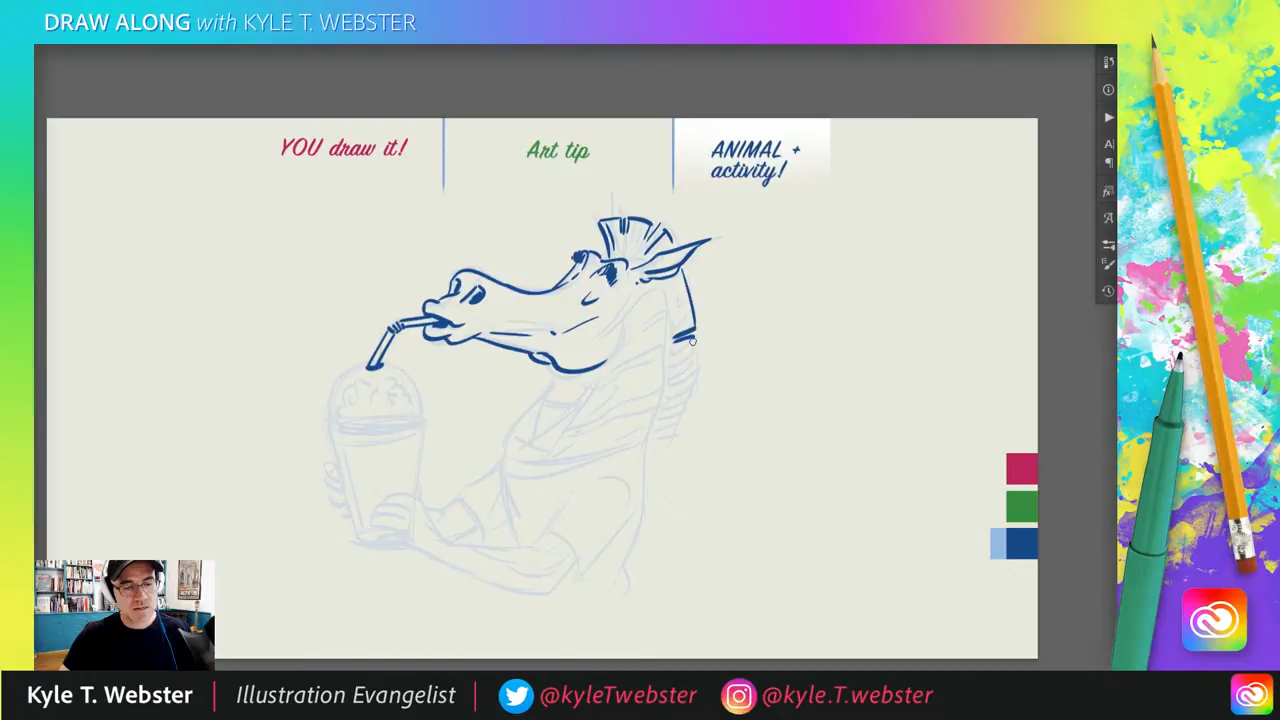 DRAW ALONG with KYLE T. WEBSTER
YOU draw it!
Art tip
ANIMAL +
activity!
Kyle T. Webster | Illustration Evangelist | @kyleTwebster @kyle.T.webster